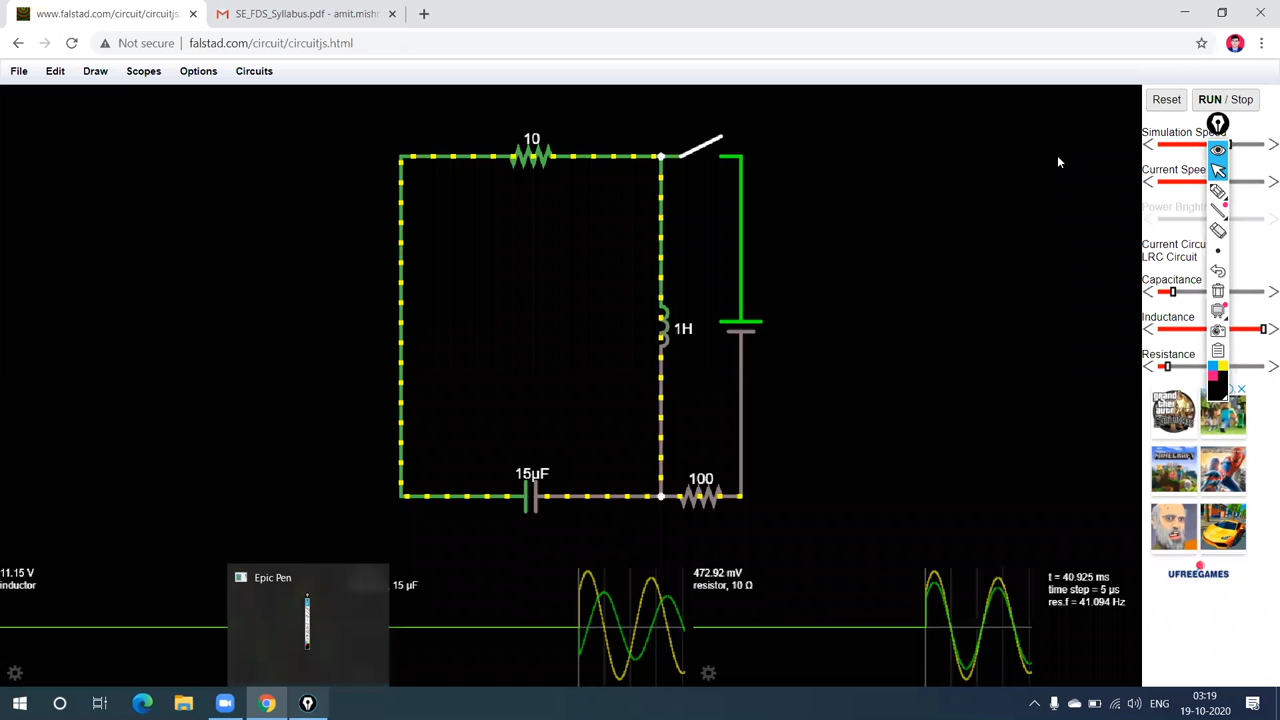 www.falstad.com/circuit/circuitjs.
SE_FDS_Syllabus.pdf - amit.mishr
Not secure
falstad.com/circuit/circuitjs.html
File Edit Draw Scopes Options Circuits
Reset
RUN / Stop
Simulation Spee
Current Spee
Power Bright
Current Circu
LRC Circuit
Capacitance
Inductance
Resistance
10
1H
15µF
100
11.15 V
inductor
Epic Pen
15 µF
472.92 mV
resistor, 10 Ω
t = 40.925 ms
time step = 5 µs
res.f = 41.094 Hz
UFREEGAMES
ENG
03:19
19-10-2020